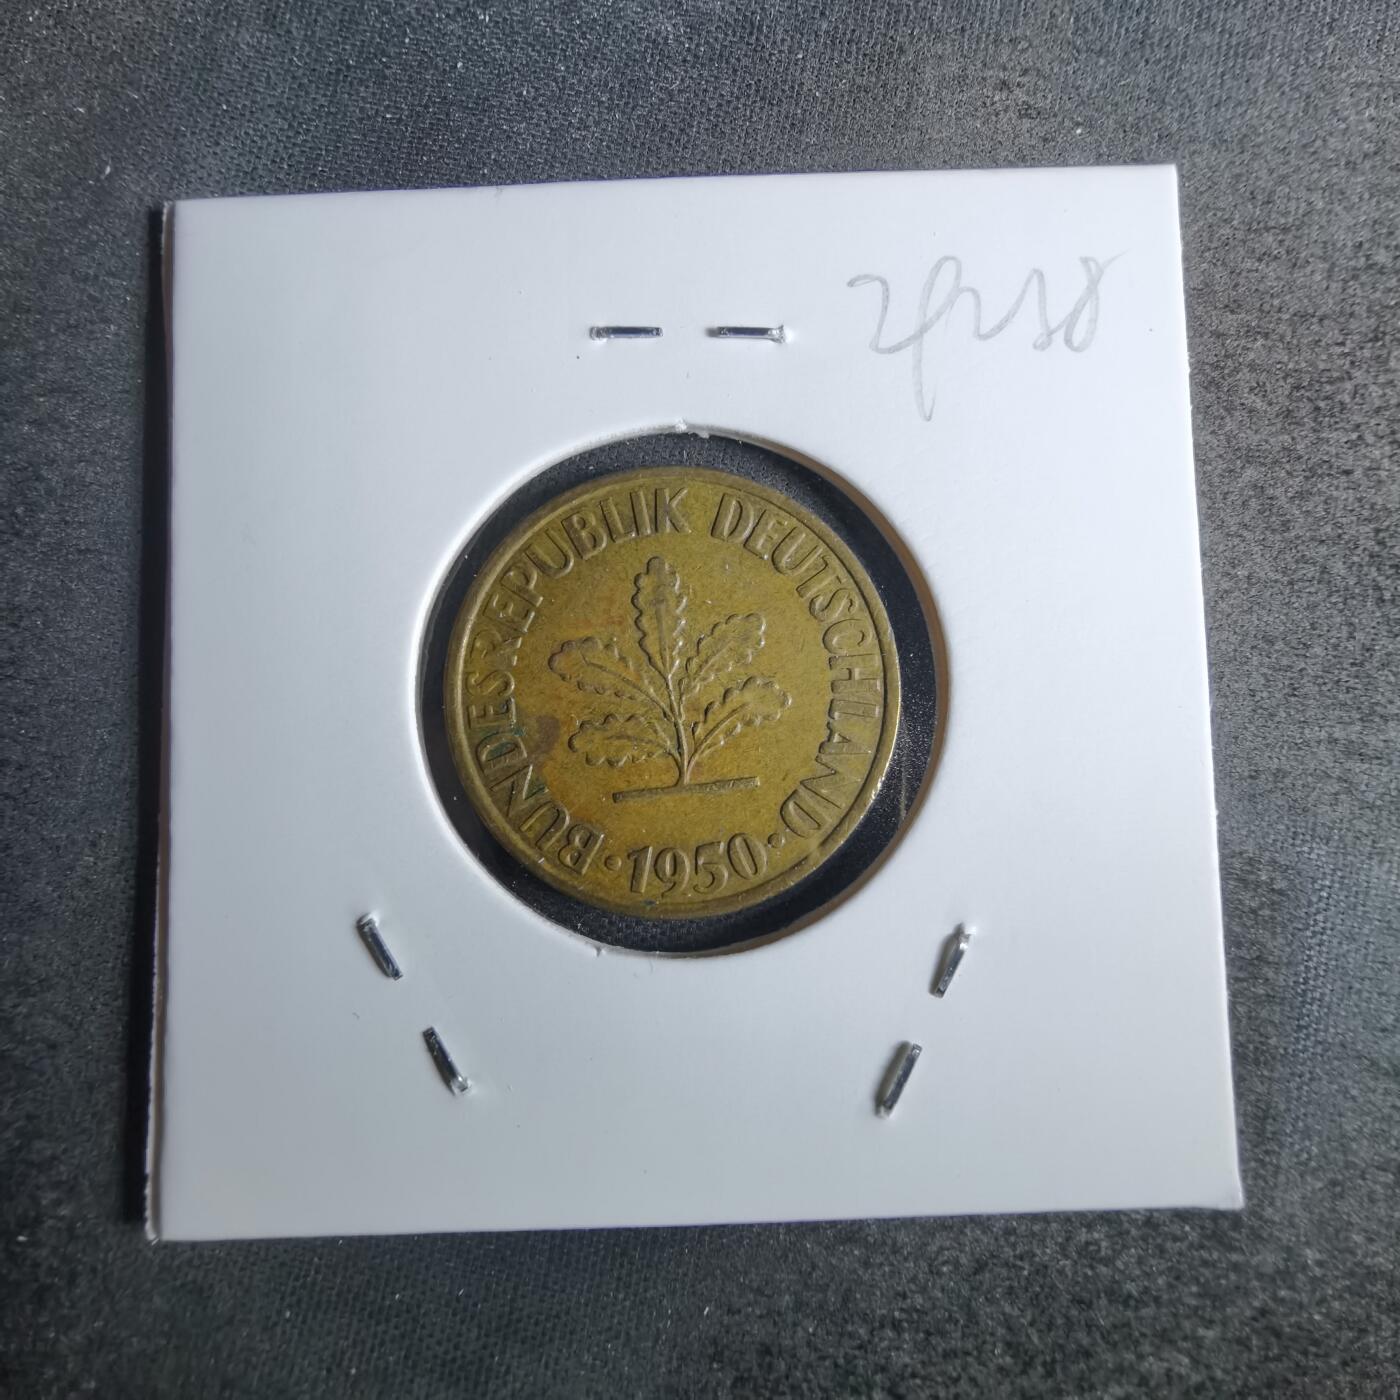 BUNDESREPUBLIK DEUTSCHLAND
· 1950 ·